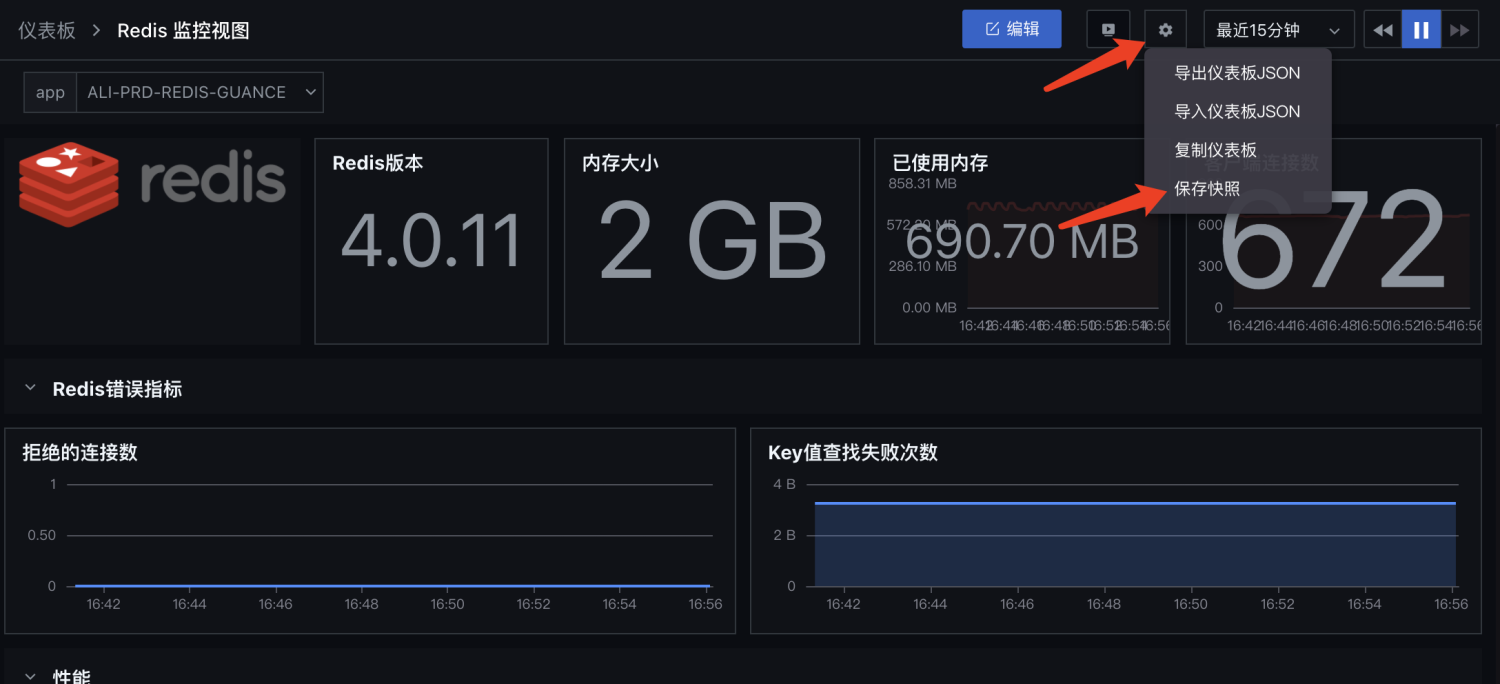 仪表板 > Redis 监控视图
编辑
最近15分钟
导出仪表板JSON
导入仪表板JSON
复制仪表板
保存快照
app ALI-PRD-REDIS-GUANCE
redis
Redis版本
4.0.11
内存大小
2 GB
已使用内存
858.31 MB
572.20 MB
286.10 MB
0.00 MB
690.70 MB
16:42 16:44 16:46 16:48 16:50 16:52 16:54 16:56
客户端连接数
600
300
0
672
16:42 16:44 16:46 16:48 16:50 16:52 16:54 16:56
Redis错误指标
拒绝的连接数
1
0.50
0
16:42 16:44 16:46 16:48 16:50 16:52 16:54 16:56
Key值查找失败次数
4 B
2 B
0
16:42 16:44 16:46 16:48 16:50 16:52 16:54 16:56
性能